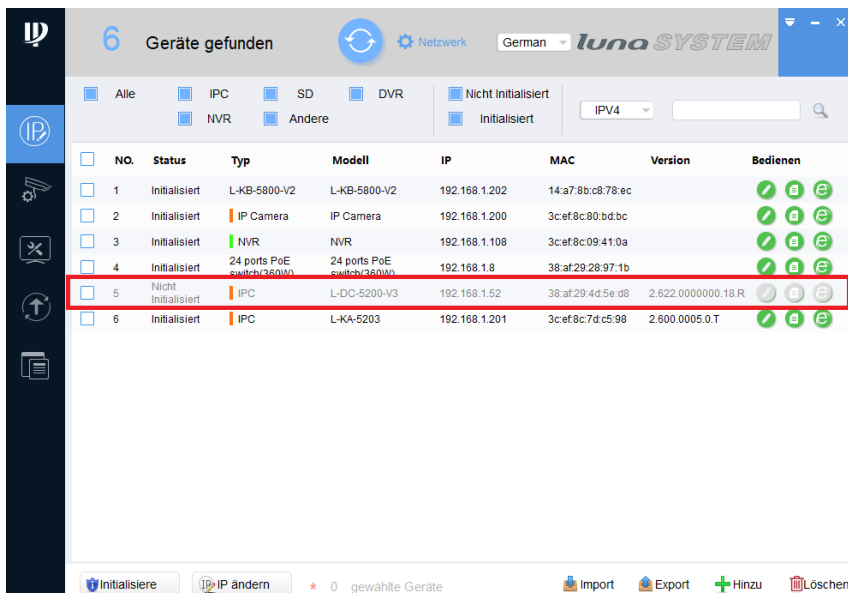 6 Geräte gefunden Netzwerk German luna SYSTEM
Alle IPC SD DVR Nicht Initialisiert
NVR Andere Initialisiert IPV4
NO. Status Typ Modell IP MAC Version Bedienen
1 Initialisiert L-KB-5800-V2 L-KB-5800-V2 192.168.1.202 14:a7:8b:c8:78:ec
2 Initialisiert IP Camera IP Camera 192.168.1.200 3c:ef:8c:80:bd:bc
3 Initialisiert NVR NVR 192.168.1.108 3c:ef:8c:09:41:0a
4 Initialisiert 24 ports PoE switch(360W) 24 ports PoE switch(360W) 192.168.1.8 38:af:29:28:97:1b
5 Nicht Initialisiert IPC L-DC-5200-V3 192.168.1.52 38:af:29:4d:5e:d8 2.622.0000000.18.R
6 Initialisiert IPC L-KA-5203 192.168.1.201 3c:ef:8c:7d:c5:98 2.600.0005.0.T
Initialisiere IP IP ändern * 0 gewählte Geräte Import Export Hinzu Löschen